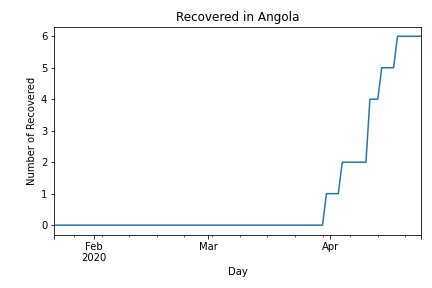 Recovered in Angola
6
5
4
3
2
1
0
Number of Recovered
Feb
2020
Mar
Apr
Day